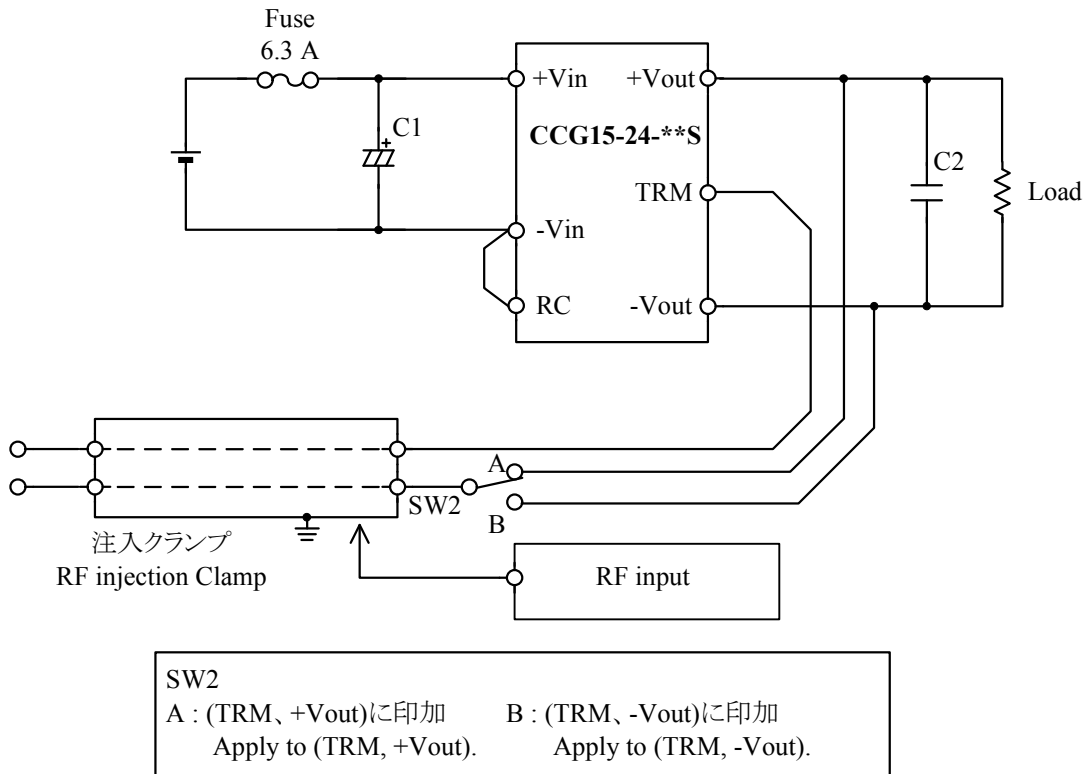 Fuse
6.3 A
+Vin
+Vout
C1
CCG15-24-**S
C2
TRM
Load
-Vin
RC
-Vout
A
SW2
B
注入クランプ
RF injection Clamp
RF input
SW2
A : (TRM、+Vout)に印加 B : (TRM、-Vout)に印加
Apply to (TRM, +Vout). Apply to (TRM, -Vout).